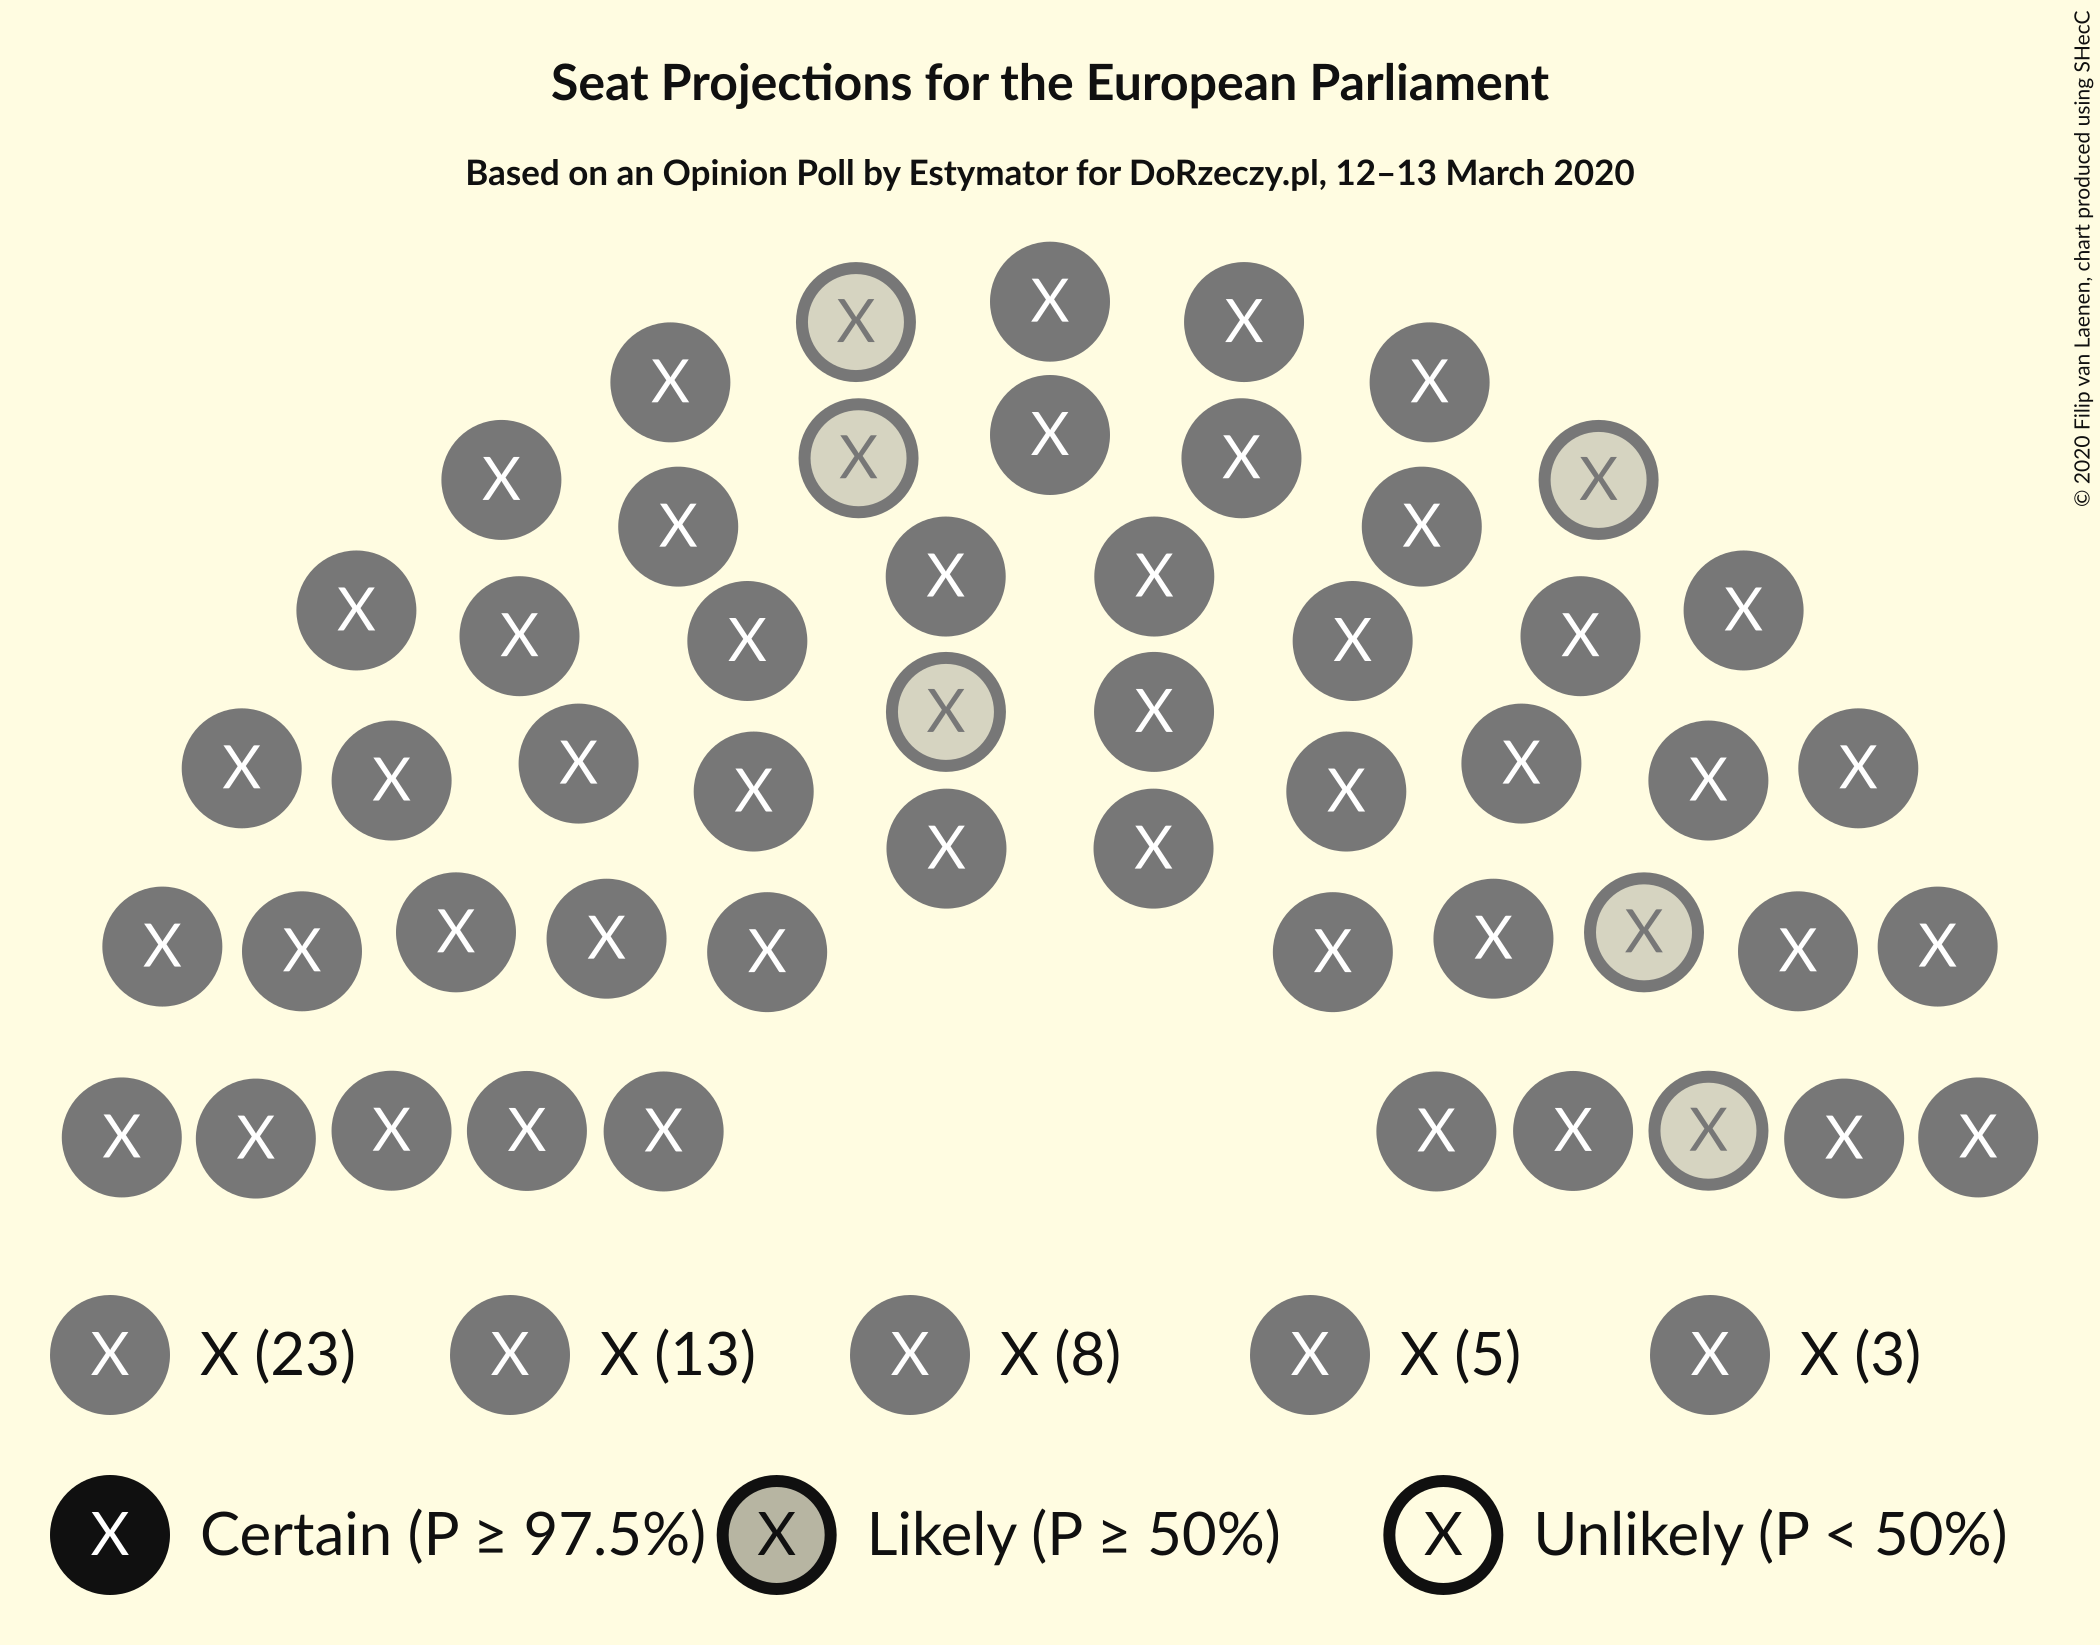 Seat Projections for the European Parliament
Based on an Opinion Poll by Estymator for DoRzeczy.pl, 12–13 March 2020
© 2020 Filip van Laenen, chart produced using SHecC
X X X
X X
X X X
X X
X X
X X
X X X X X X
X X
X X X X X X X X
X X
X X X X X X X X X X
X X X X X X X X X X
X X (23) X X (13) X X (8) X X (5) X X (3)
X Certain (P ≥ 97.5%) X Likely (P ≥ 50%) X Unlikely (P < 50%)